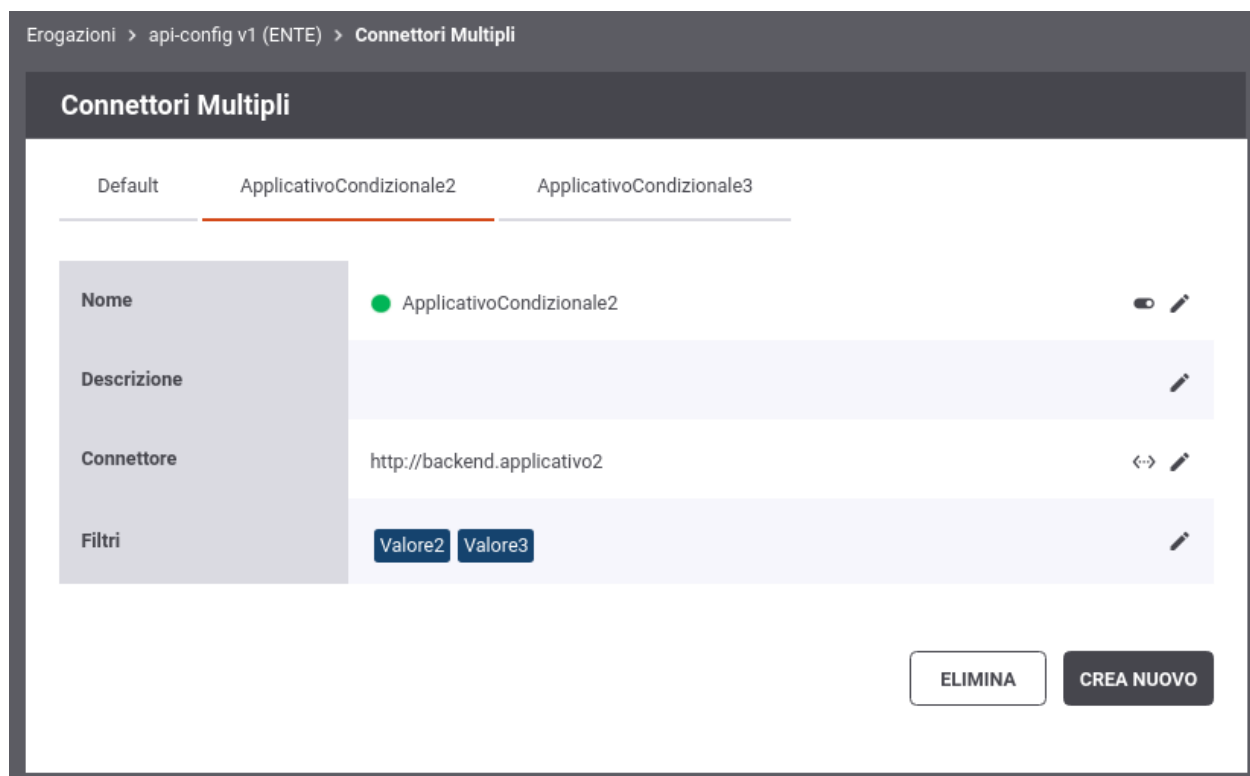 Erogazioni > api-config v1 (ENTE) > Connettori Multipli
Connettori Multipli
Default ApplicativoCondizionale2 ApplicativoCondizionale3
Nome ApplicativoCondizionale2
Descrizione
Connettore http://backend.applicativo2
Filtri Valore2 Valore3
ELIMINA CREA NUOVO